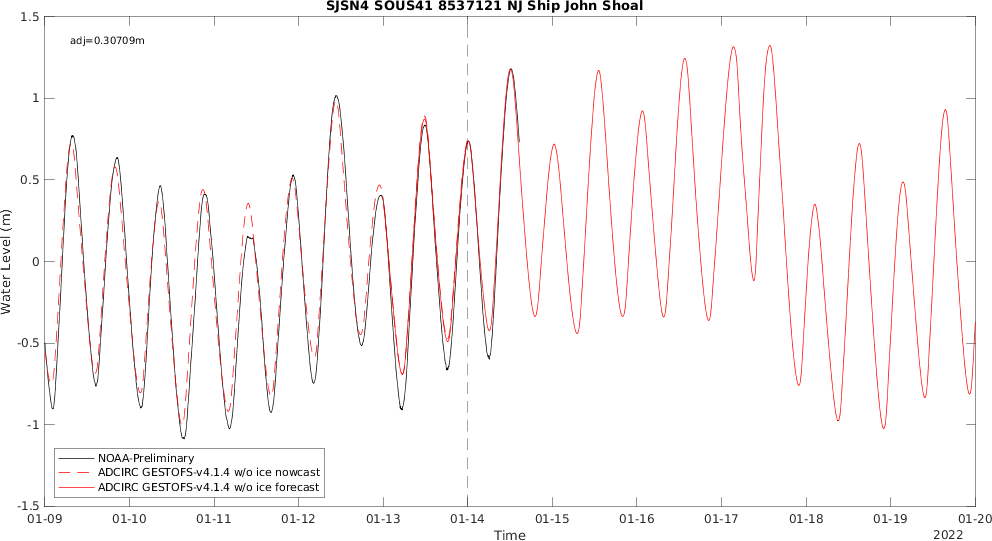 SJSN4 SOUS41 8537121 NJ Ship John Shoal
adj=0.30709m
1.5
1
0.5
0
-0.5
-1
-1.5
Water Level (m)
NOAA-Preliminary
ADCIRC GESTOFS-v4.1.4 w/o ice nowcast
ADCIRC GESTOFS-v4.1.4 w/o ice forecast
01-09 01-10 01-11 01-12 01-13 01-14 01-15 01-16 01-17 01-18 01-19 01-20
Time
2022